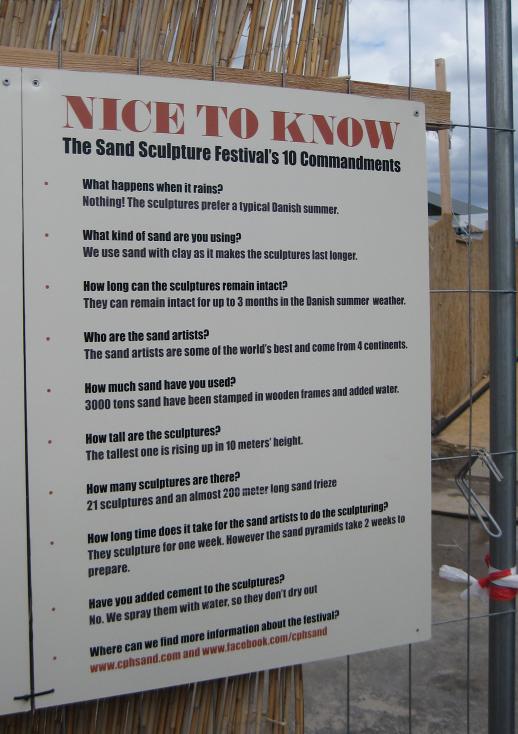 NICE TO KNOW
The Sand Sculpture Festival's 10 Commandments
What happens when it rains?
Nothing! The sculptures prefer a typical Danish summer.
What kind of sand are you using?
We use sand with clay as it makes the sculptures last longer.
How long can the sculptures remain intact?
They can remain intact for up to 3 months in the Danish summer weather.
Who are the sand artists?
The sand artists are some of the world's best and come from 4 continents.
How much sand have you used?
3000 tons sand have been stamped in wooden frames and added water.
How tall are the sculptures?
The tallest one is rising up in 10 meters' height.
How many sculptures are there?
21 sculptures and an almost 200 meter long sand frieze
How long time does it take for the sand artists to do the sculpturing?
They sculpture for one week. However the sand pyramids take 2 weeks to
prepare.
Have you added cement to the sculptures?
No. We spray them with water, so they don't dry out
Where can we find more information about the festival?
www.cphsand.com and www.facebook.com/cphsand